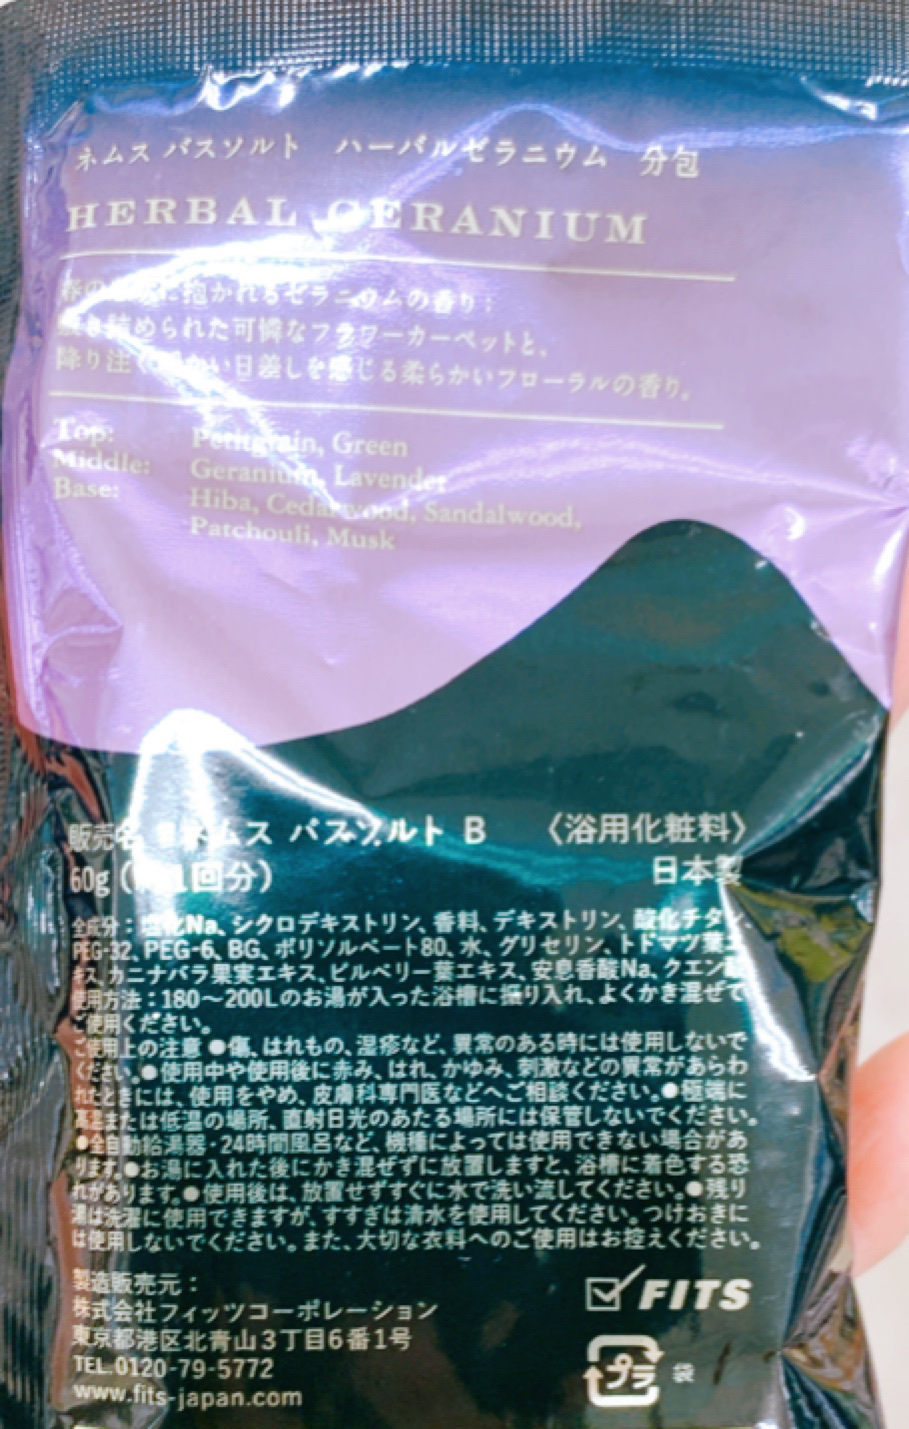 ネムス バスソルト ハーバルゼラニウム 分包
HERBAL GERANIUM
春の に抱かれるゼラニウムの香り：
き詰められた可憐なフラワーカーペットと、
降り注ぐ かい日差しを感じる柔らかいフローラルの香り。
Top: Petitgrain, Green
Middle: Geranium, Lavender
Base: Hiba, Cedarwood, Sandalwood,
Patchouli, Musk
販売名 ネムス バスソルト B 〈浴用化粧料〉
60g ( 1回分) 日本製
全成分：塩化Na、シクロデキストリン、香料、デキストリン、酸化チタン、
PEG-32、PEG-6、BG、ポリソルベート80、水、グリセリン、トドマツ葉エ
キス、カニナバラ果実エキス、ビルベリー葉エキス、安息香酸Na、クエン酸
使用方法：180～200Lのお湯が入った浴槽に振り入れ、よくかき混ぜて
ご使用ください。
ご使用上の注意 ●傷、はれもの、湿疹など、異常のある時には使用しないで
ください。●使用中や使用後に赤み、はれ、かゆみ、刺激などの異常があらわ
れたときには、使用をやめ、皮膚科専門医などへご相談ください。●極端に
高温または低温の場所、直射日光のあたる場所には保管しないでください。
●全自動給湯器・24時間風呂など、機種によっては使用できない場合があ
ります。●お湯に入れた後にかき混ぜずに放置しますと、浴槽に着色する恐
れがあります。●使用後は、放置せずすぐに水で洗い流してください。●残り
湯は洗濯に使用できますが、すすぎは清水を使用してください。つけおきに
は使用しないでください。また、大切な衣料へのご使用はお控えください。
製造販売元：
株式会社フィッツコーポレーション
東京都港区北青山3丁目6番1号
TEL.0120-79-5772
www.fits-japan.com
FITS
プラ 袋